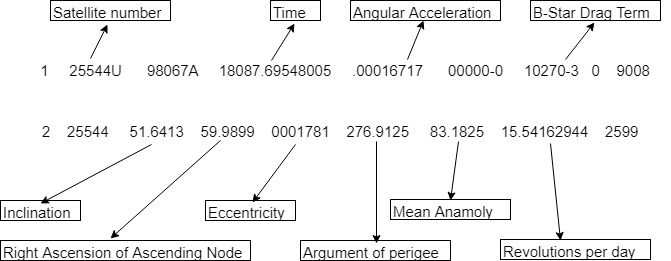 Satellite number Time Angular Acceleration B-Star Drag Term
1 25544U 98067A 18087.69548005 .00016717 00000-0 10270-3 0 9008
2 25544 51.6413 59.9899 0001781 276.9125 83.1825 15.54162944 2599
Inclination Eccentricity Mean Anamoly
Right Ascension of Ascending Node Argument of perigee Revolutions per day